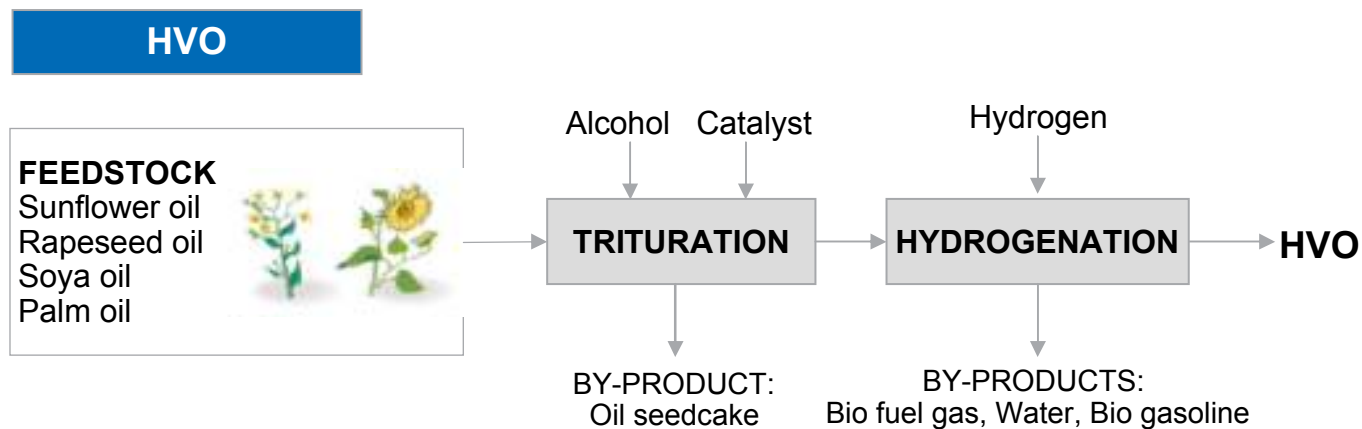 HVO
FEEDSTOCK
Sunflower oil
Rapeseed oil
Soya oil
Palm oil
Alcohol Catalyst
Hydrogen
TRITURATION
HYDROGENATION
HVO
BY-PRODUCT:
Oil seedcake
BY-PRODUCTS:
Bio fuel gas, Water, Bio gasoline